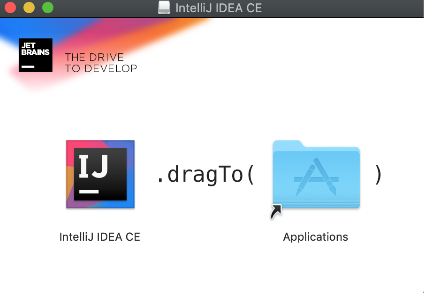 IntelliJ IDEA CE
JET
BRAINS
THE DRIVE
TO DEVELOP
IJ
.dragTo( )
IntelliJ IDEA CE
Applications